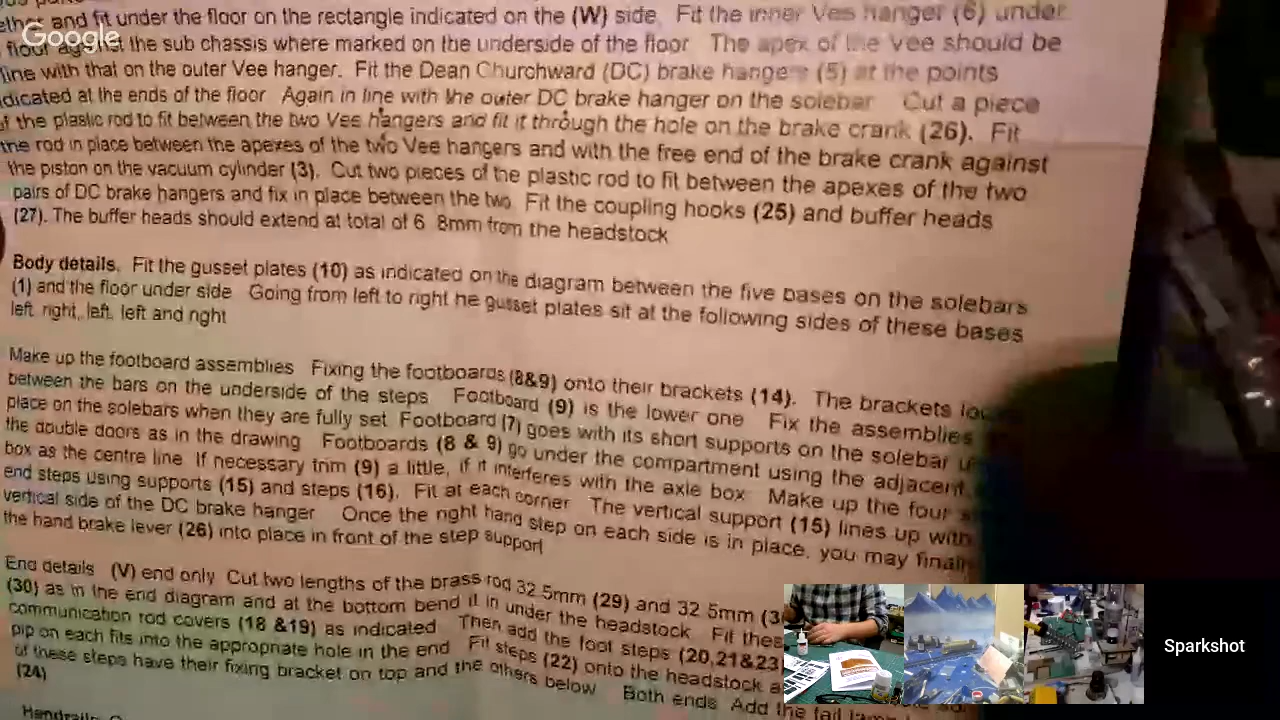 and fit under the floor on the rectangle indicated on the (W) side. Fit the inner Vee hanger (6) under
Google
floor against the sub chassis where marked on the underside of the floor The apex of the Vee should be
line with that on the outer Vee hanger. Fit the Dean Churchward (DC) brake hangers (5) at the points
dicated at the ends of the floor Again in line with the outer DC brake hanger on the solebar Cut a piece
of the plastic rod to fit between the two Vee hangers and fit it through the hole on the brake crank (26). Fit
the rod in place between the apexes of the two Vee hangers and with the free end of the brake crank against
the piston on the vacuum cylinder (3). Cut two pieces of the plastic rod to fit between the apexes of the two
pairs of DC brake hangers and fix in place between the two. Fit the coupling hooks (25) and buffer heads
(27). The buffer heads should extend at total of 6 8mm from the headstock
Body details. Fit the gusset plates (10) as indicated on the diagram between the five bases on the solebars
(1) and the floor under side Going from left to right he gusset plates sit at the following sides of these bases
left, right, left, left and right
Make up the footboard assemblies Fixing the footboards (8&9) onto their brackets (14). The brackets
between the bars on the underside of the steps Footboard (9) is the lower one Fix the assemblies
place on the solebars when they are fully set Footboard (7) goes with its short supports on the solebar
the double doors as in the drawing Footboards (8 & 9) go under the compartment using the adjacent
box as the centre line If necessary trim (9) a little, if it interferes with the axle box Make up the four
end steps using supports (15) and steps (16). Fit at each corner The vertical support (15) lines up with
vertical side of the DC brake hanger Once the right hand step on each side is in place, you may finally
the hand brake lever (26) into place in front of the step support
End details (V) end only Cut two lengths of the brass rod 32 5mm (29) and 32 5mm
(30) as in the end diagram and at the bottom bend it in under the headstock Fit
communication rod covers (18 &19) as indicated Then add the foot steps (20,21&23)
pip on each fits into the appropriate hole in the end Fit steps (22) onto the headstock
of these steps have their fixing bracket on top and the others below Both ends Add the tail
(24)
Handrails
Sparkshot